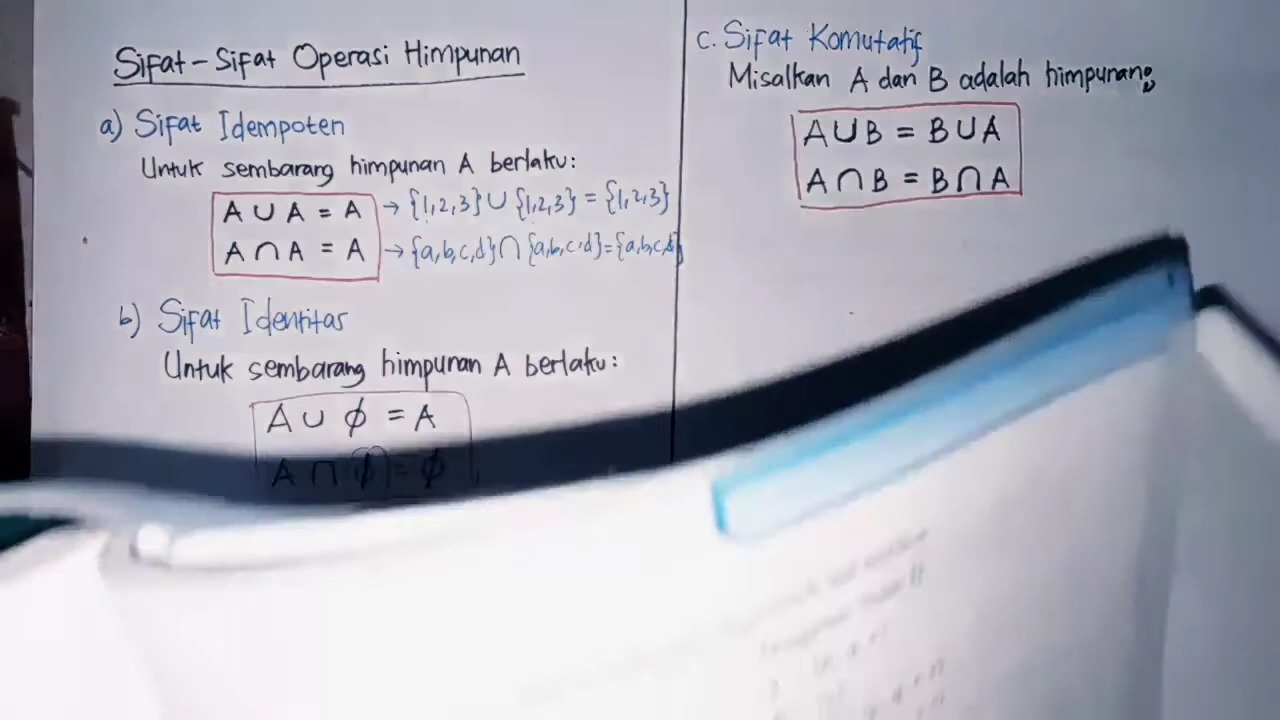 Sifat-Sifat Operasi Himpunan
a) Sifat Idempoten
Untuk sembarang himpunan A berlaku:
A ∪ A = A → {1,2,3} ∪ {1,2,3} = {1,2,3}
A ∩ A = A → {a,b,c,d} ∩ {a,b,c,d} = {a,b,c,d}
b) Sifat Identitas
Untuk sembarang himpunan A berlaku:
A ∪ ϕ = A
A ∩ ϕ = ϕ
c. Sifat Komutatif
Misalkan A dan B adalah himpunan
A ∪ B = B ∪ A
A ∩ B = B ∩ A